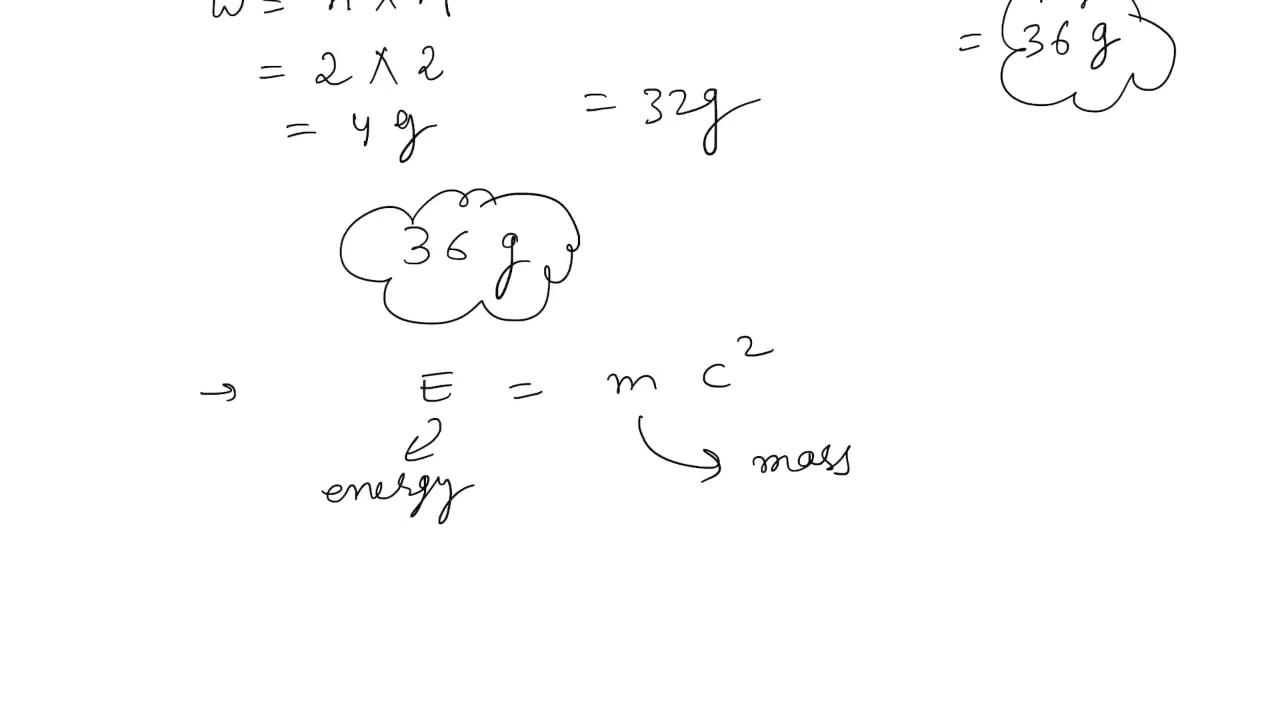 = 2 X 2
= 4 g
= 32g
= 36 g
36 g
→ E = m c²
energy
mass